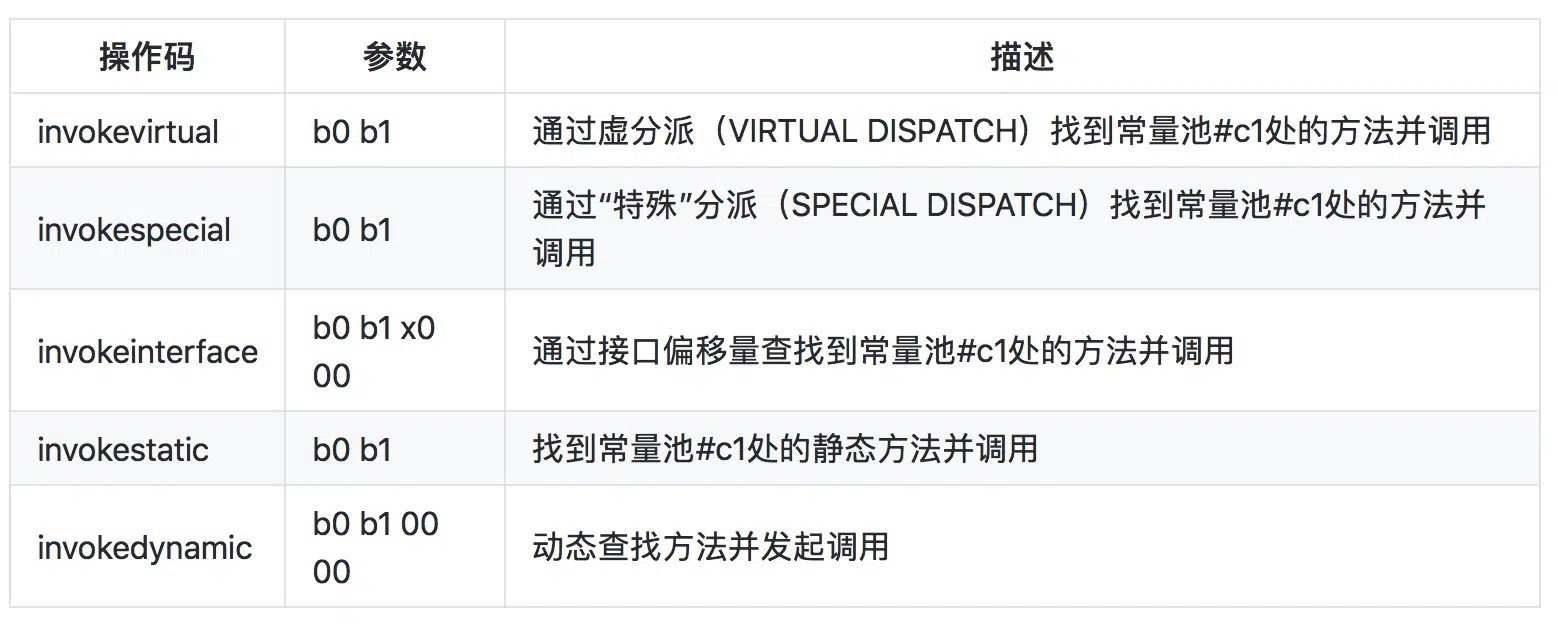 操作码 参数 描述
invokevirtual b0 b1 通过虚分派（VIRTUAL DISPATCH）找到常量池#c1处的方法并调用
invokespecial b0 b1 通过“特殊”分派（SPECIAL DISPATCH）找到常量池#c1处的方法并
调用
invokeinterface b0 b1 x0
00
通过接口偏移量查找到常量池#c1处的方法并调用
invokestatic b0 b1 找到常量池#c1处的静态方法并调用
invokedynamic b0 b1 00
00
动态查找方法并发起调用